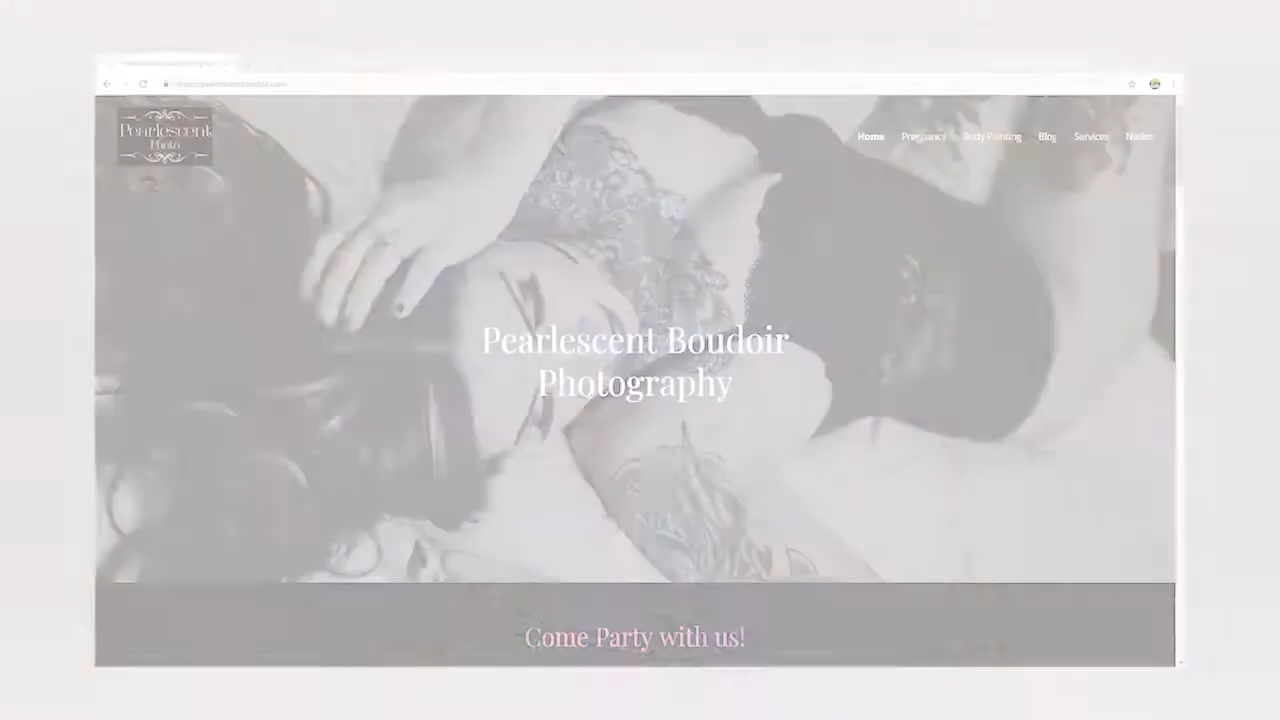 Pearlescent
Photo
Home Pregnancy Body Painting Blog Services Nudes
Pearlescent Boudoir
Photography
Come Party with us!